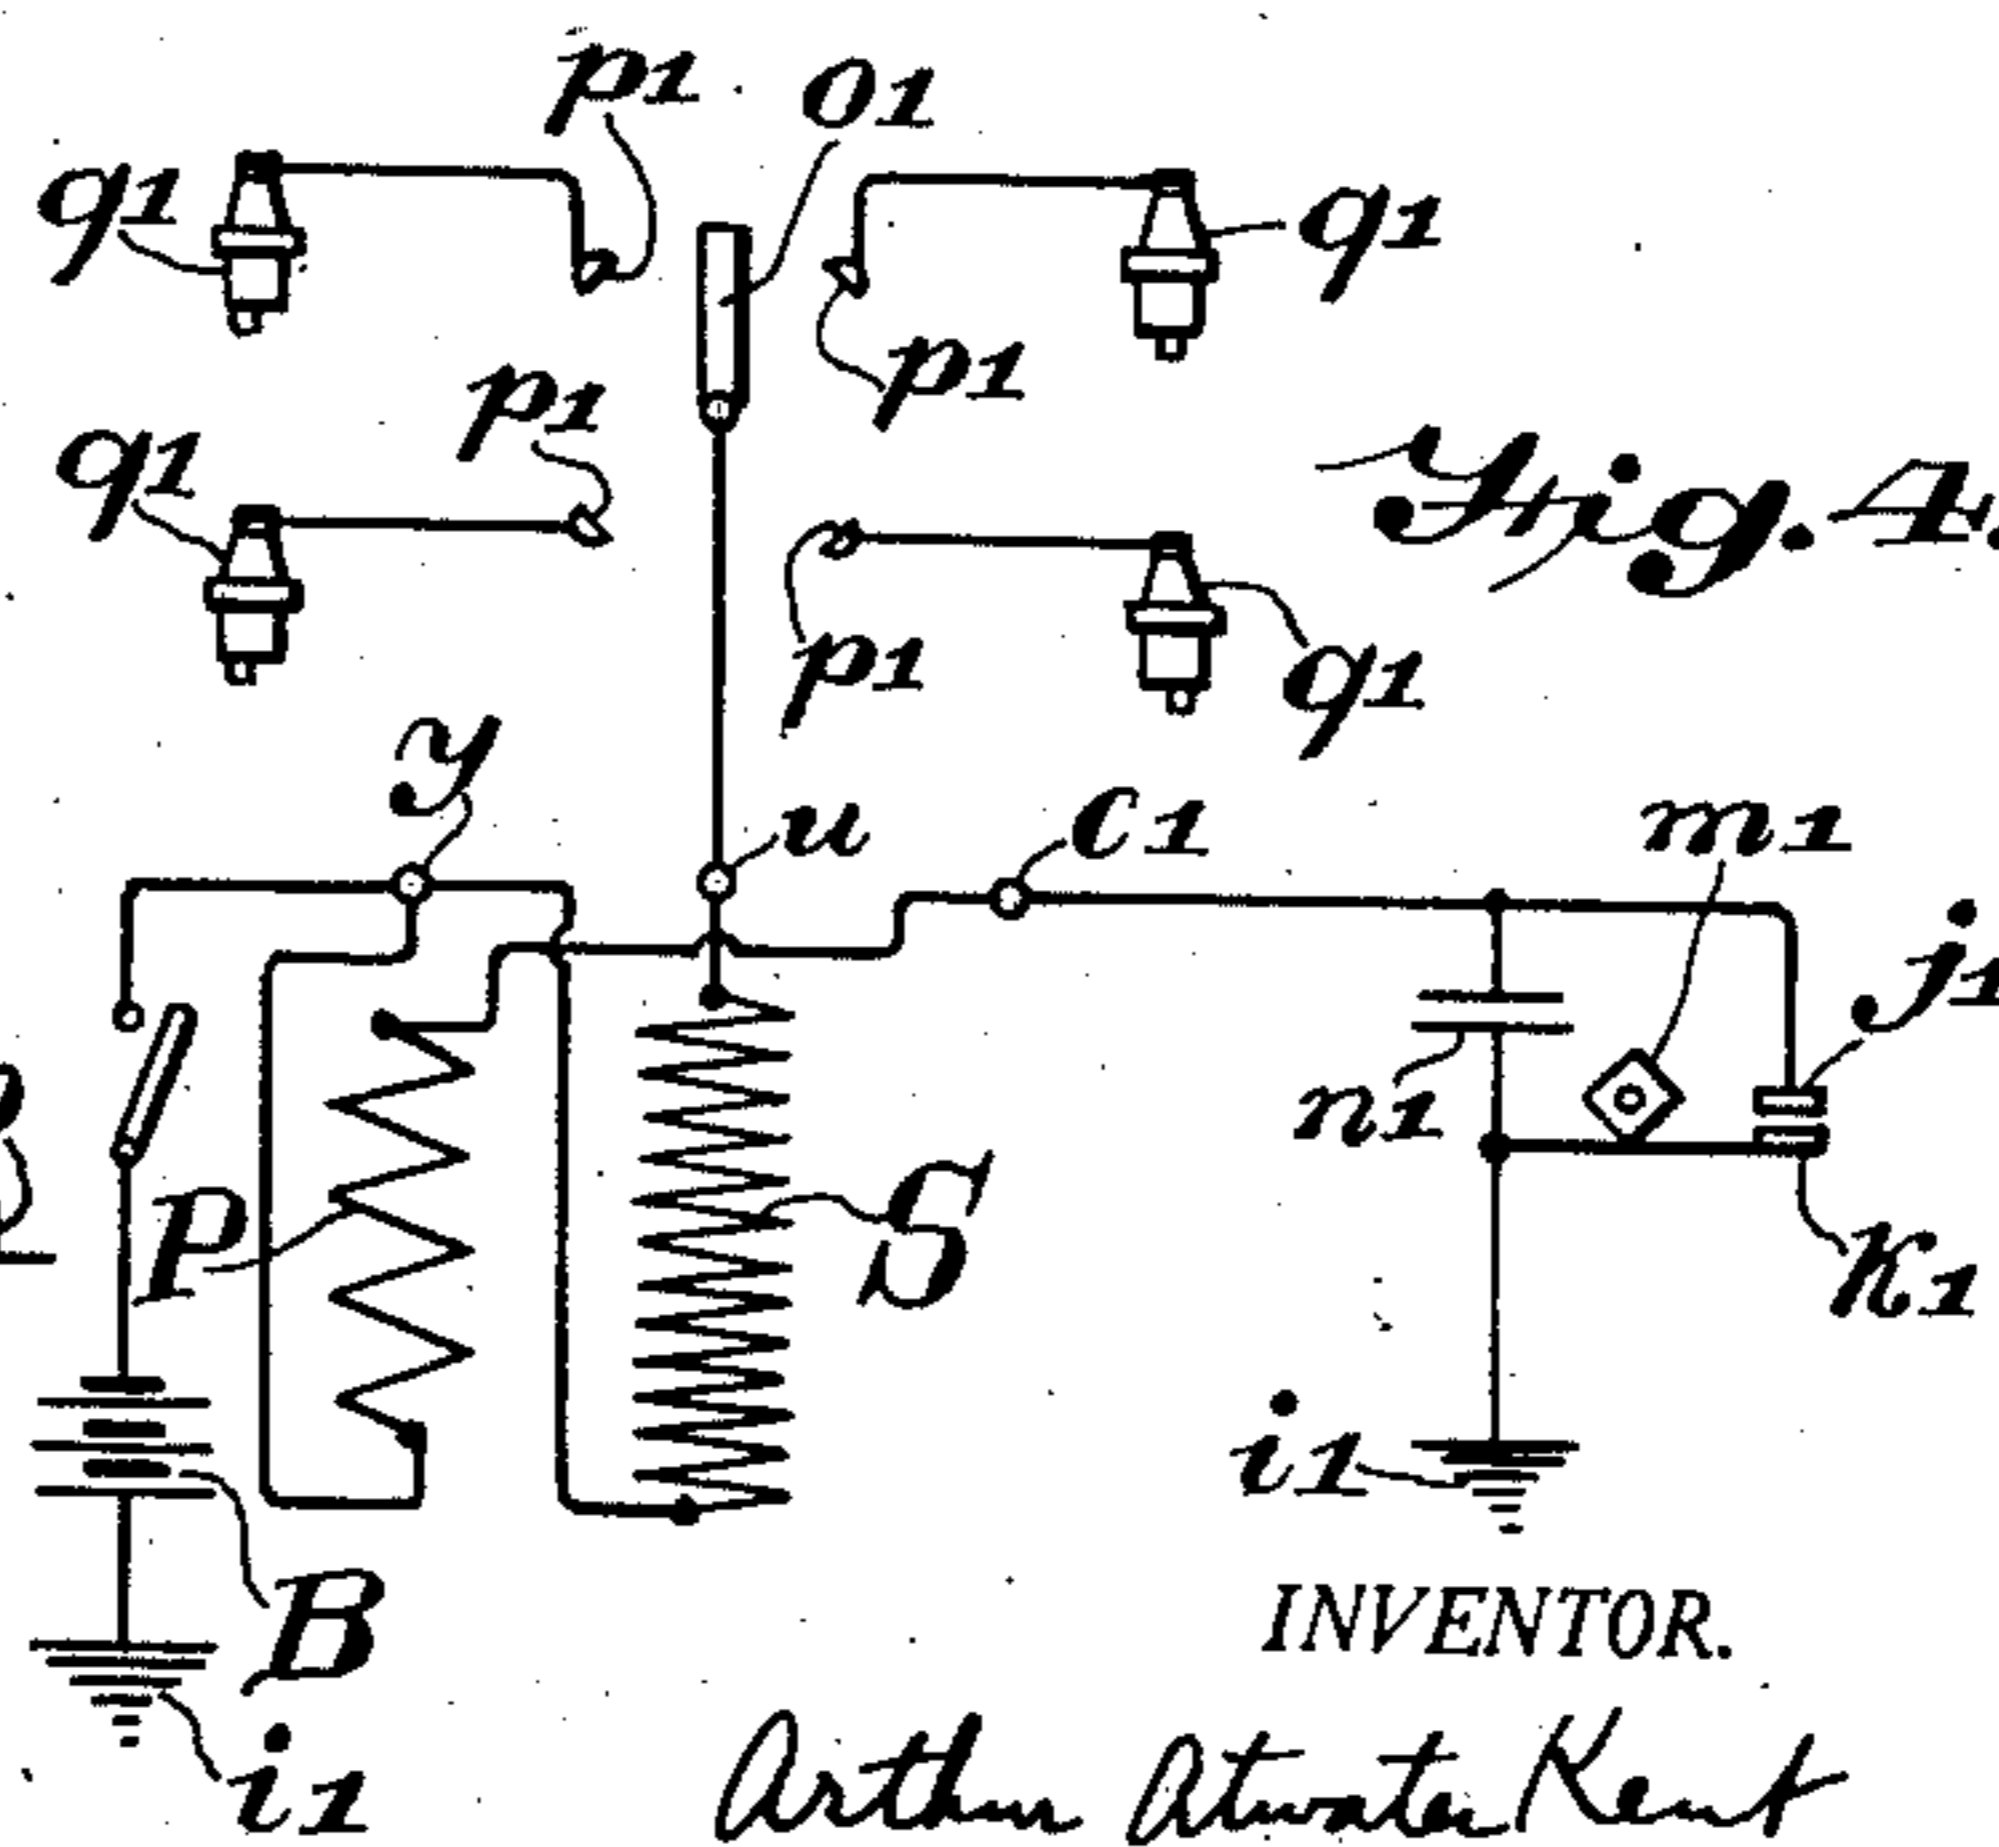 p1 o1
q1 q1
p1 p1
q1 Fig. 4.
p1 q1
y u c1 m1
j1
n1
P S K1
i1
B
i1
INVENTOR.
Arthur Atwater Kent